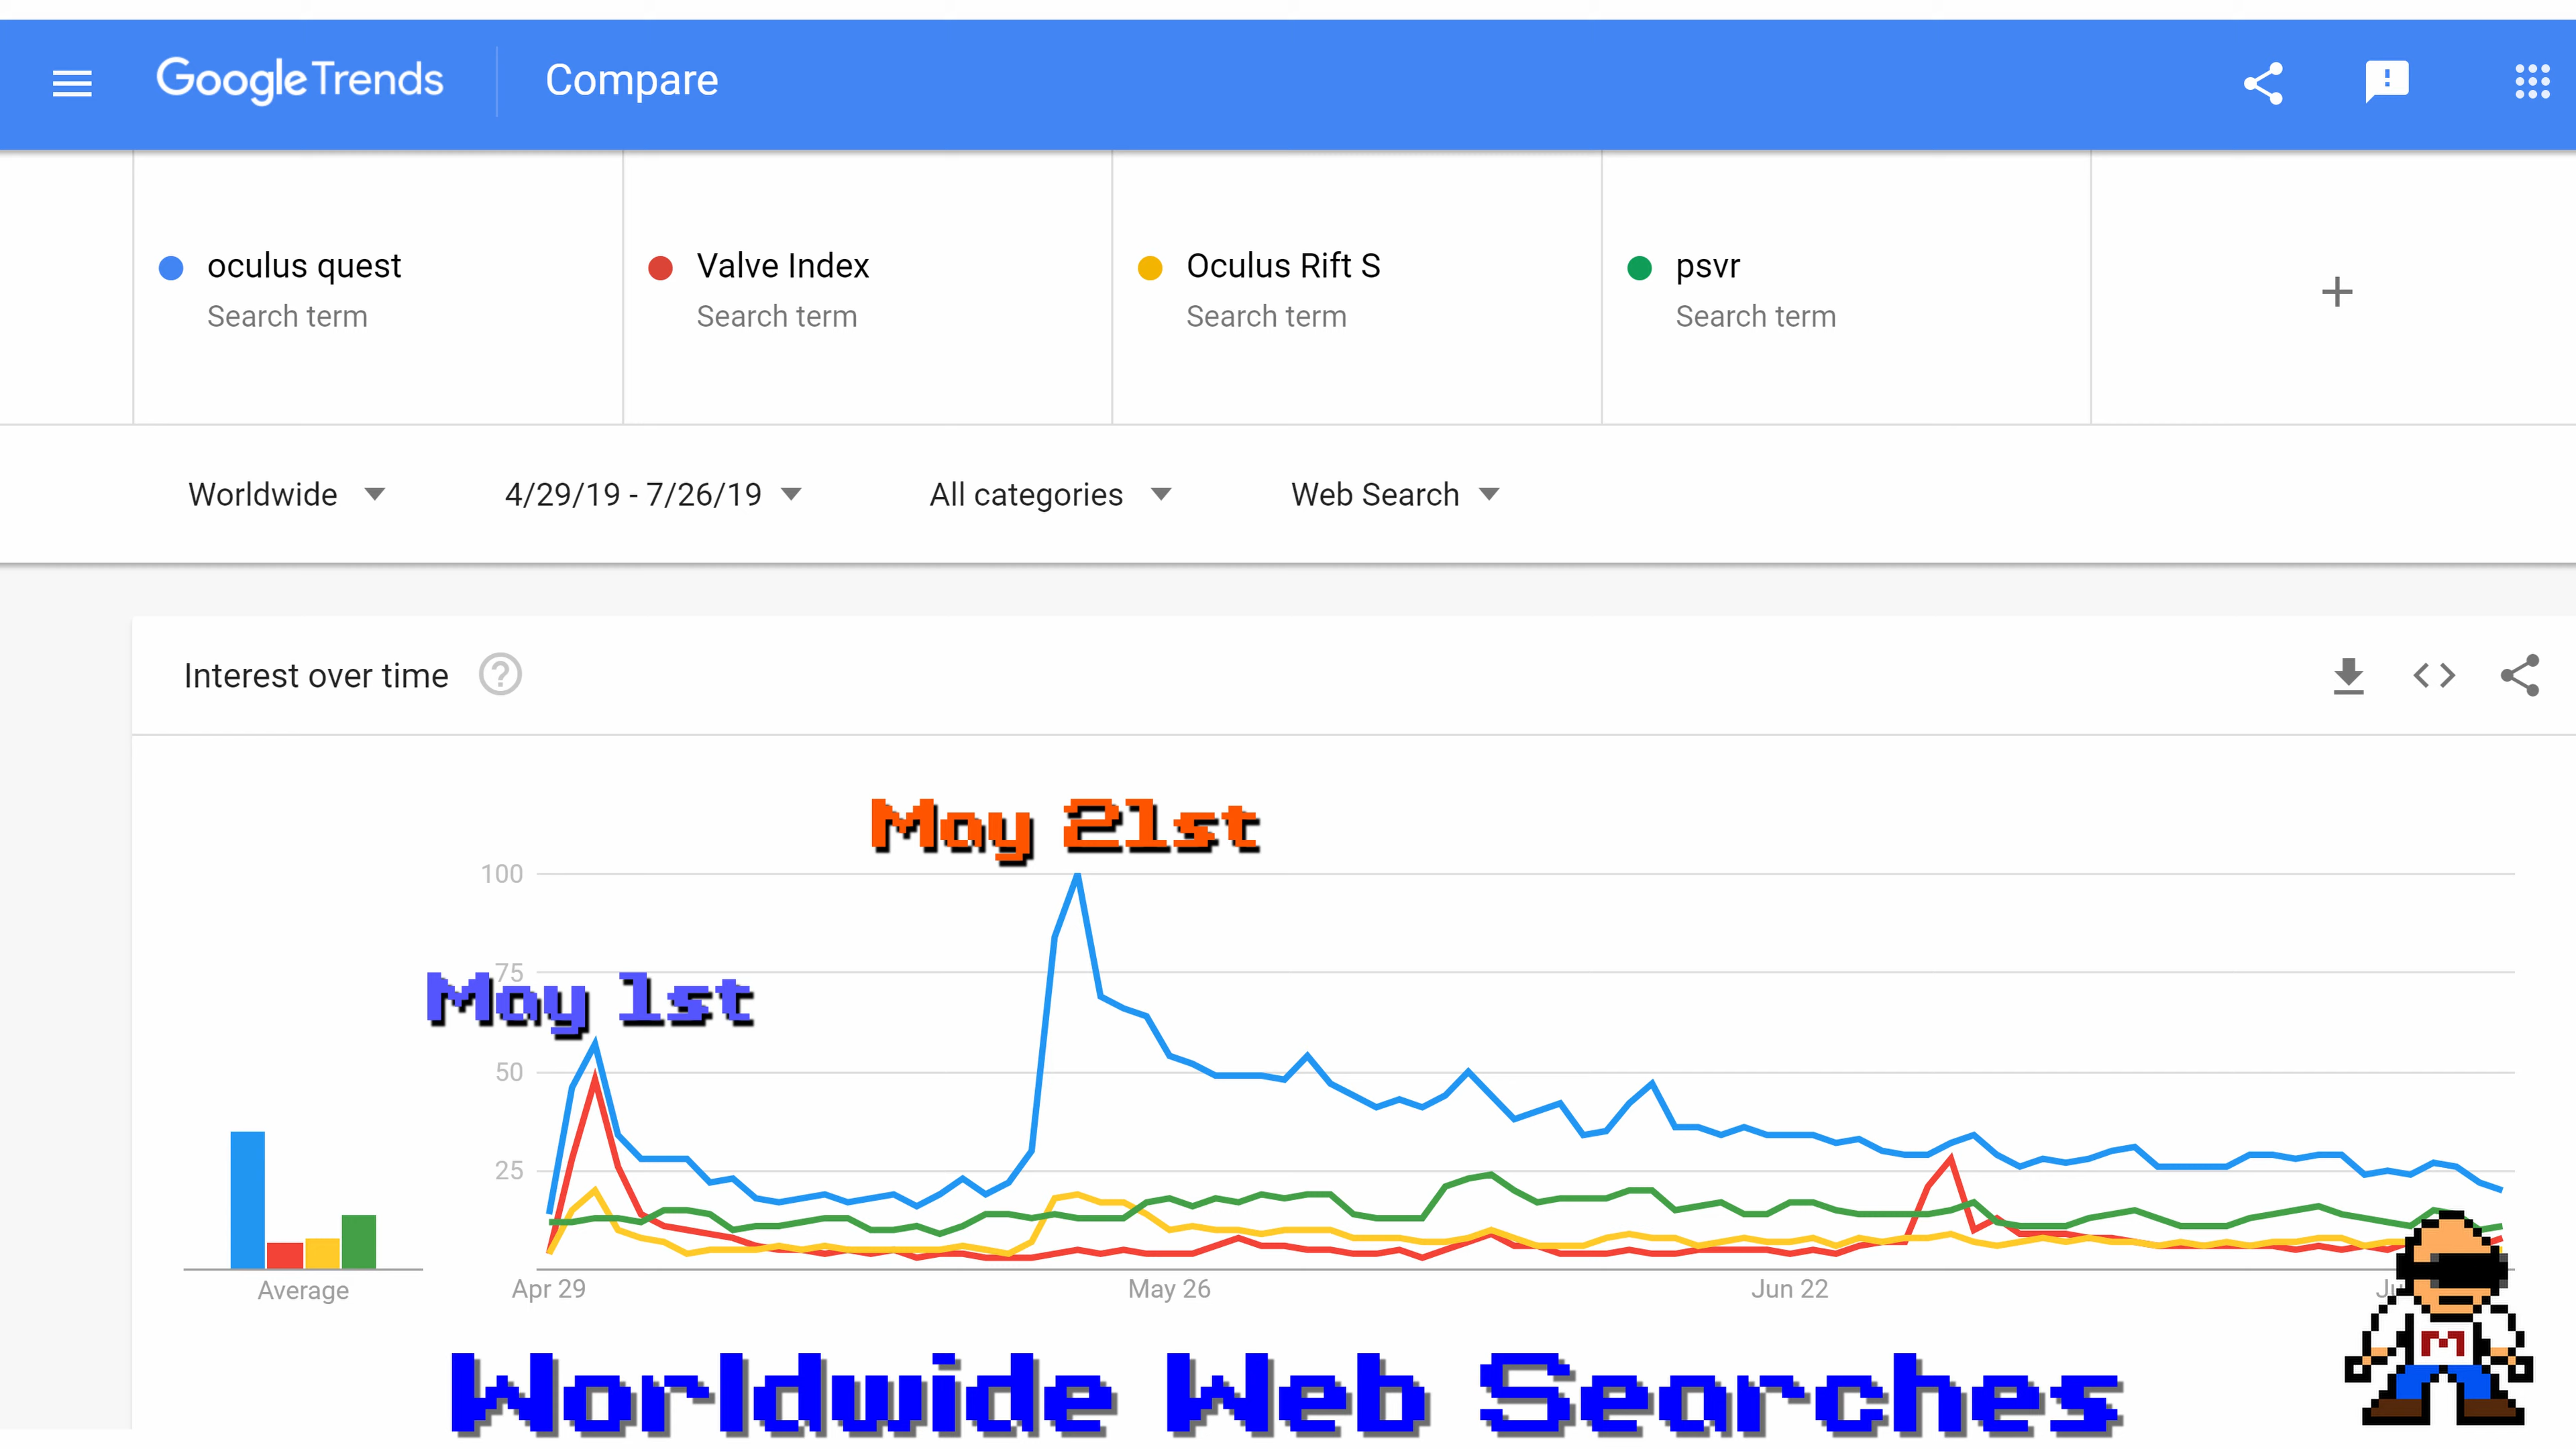 Google Trends Compare
oculus quest
Search term
Valve Index
Search term
Oculus Rift S
Search term
psvr
Search term
Worldwide 4/29/19 - 7/26/19 All categories Web Search
Interest over time
May 21st
100
75
May 1st
50
25
Average
Apr 29 May 26 Jun 22
M
Worldwide Web Searches